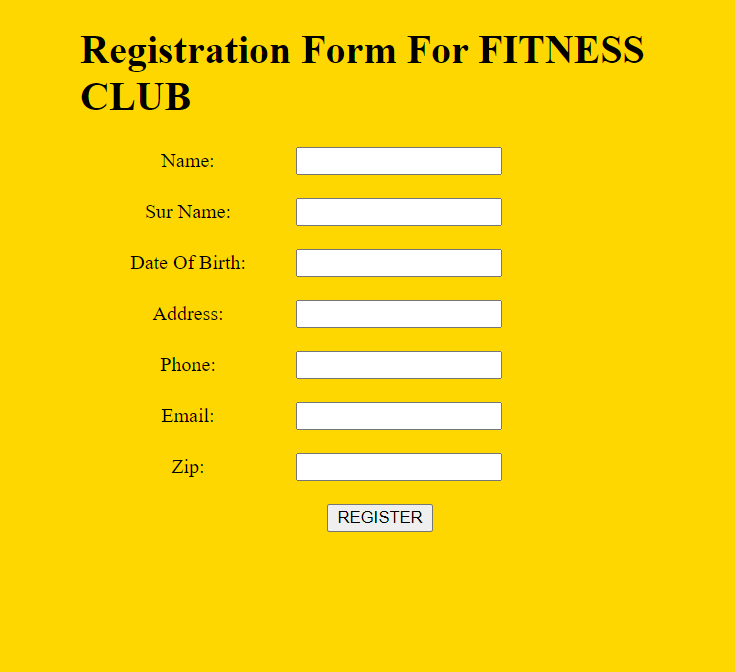 Registration Form For FITNESS
CLUB
Name:
Sur Name:
Date Of Birth:
Address:
Phone:
Email:
Zip:
REGISTER